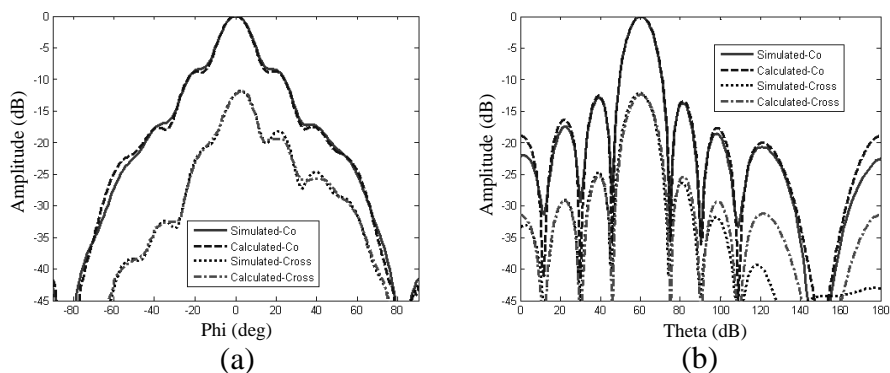 0
-5
-10
-15
-20
-25
-30
-35
-40
-45
Amplitude (dB)
Simulated-Co
Calculated-Co
Simulated-Cross
Calculated-Cross
-80 -60 -40 -20 0 20 40 60 80
Phi (deg)
(a)
0
-5
-10
-15
-20
-25
-30
-35
-40
-45
Amplitude (dB)
Simulated-Co
Calculated-Co
Simulated-Cross
Calculated-Cross
0 20 40 60 80 100 120 140 160 180
Theta (dB)
(b)